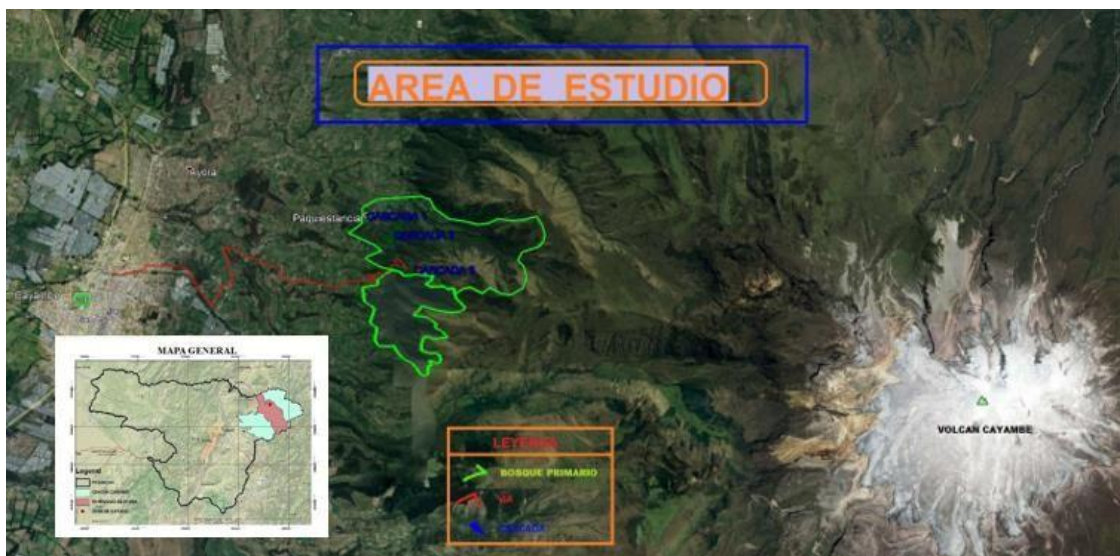 AREA DE ESTUDIO
Ayora
Paquiestancia
CASCADA 1
CASCADA 2
CASCADA 3
Cayambe
MAPA GENERAL
Legend
VOLCAN CAYAMBE
LEYENDA
BOSQUE PRIMARIO
VIA
CASCADA